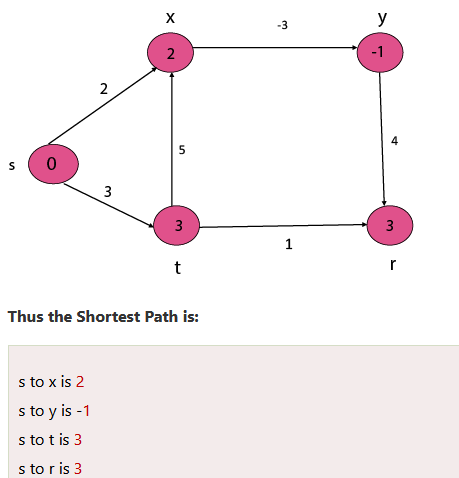 x
-3
y
2
-1
2
5
4
s
0
3
3
3
1
t
r
Thus the Shortest Path is:
s to x is 2
s to y is -1
s to t is 3
s to r is 3